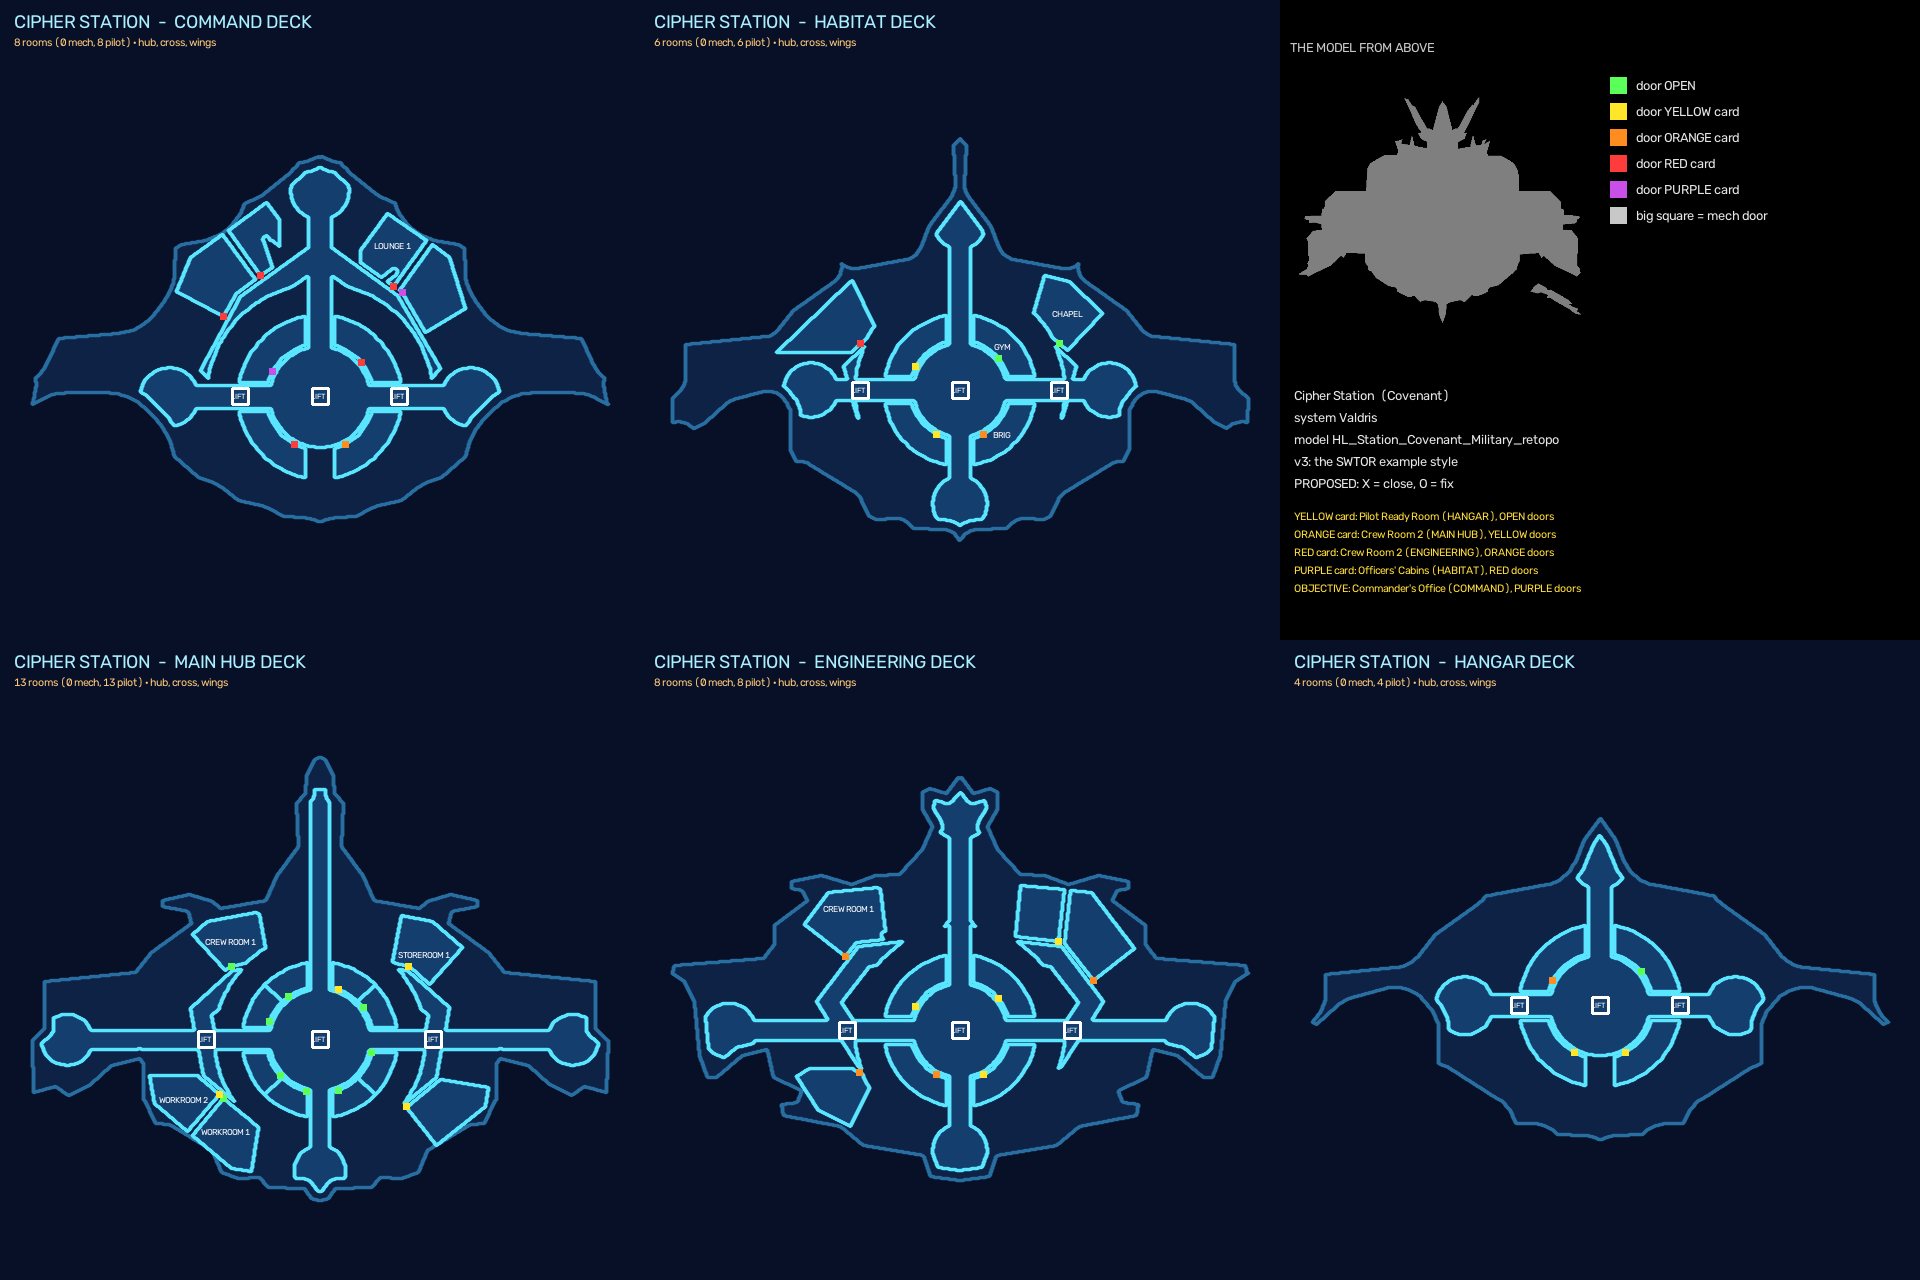 CIPHER STATION - COMMAND DECK
8 rooms (0 mech, 8 pilot) • hub, cross, wings
LOUNGE 1
LIFT
LIFT
LIFT
CIPHER STATION - HABITAT DECK
6 rooms (0 mech, 6 pilot) • hub, cross, wings
CHAPEL
GYM
LIFT
LIFT
LIFT
BRIG
THE MODEL FROM ABOVE
door OPEN
door YELLOW card
door ORANGE card
door RED card
door PURPLE card
big square = mech door
Cipher Station (Covenant)
system Valdris
model HL_Station_Covenant_Military_retopo
v3: the SWTOR example style
PROPOSED: X = close, O = fix
YELLOW card: Pilot Ready Room (HANGAR), OPEN doors
ORANGE card: Crew Room 2 (MAIN HUB), YELLOW doors
RED card: Crew Room 2 (ENGINEERING), ORANGE doors
PURPLE card: Officers' Cabins (HABITAT), RED doors
OBJECTIVE: Commander's Office (COMMAND), PURPLE doors
CIPHER STATION - MAIN HUB DECK
13 rooms (0 mech, 13 pilot) • hub, cross, wings
CREW ROOM 1
STOREROOM 1
LIFT
LIFT
LIFT
WORKROOM 2
WORKROOM 1
CIPHER STATION - ENGINEERING DECK
8 rooms (0 mech, 8 pilot) • hub, cross, wings
CREW ROOM 1
LIFT
LIFT
LIFT
CIPHER STATION - HANGAR DECK
4 rooms (0 mech, 4 pilot) • hub, cross, wings
LIFT
LIFT
LIFT